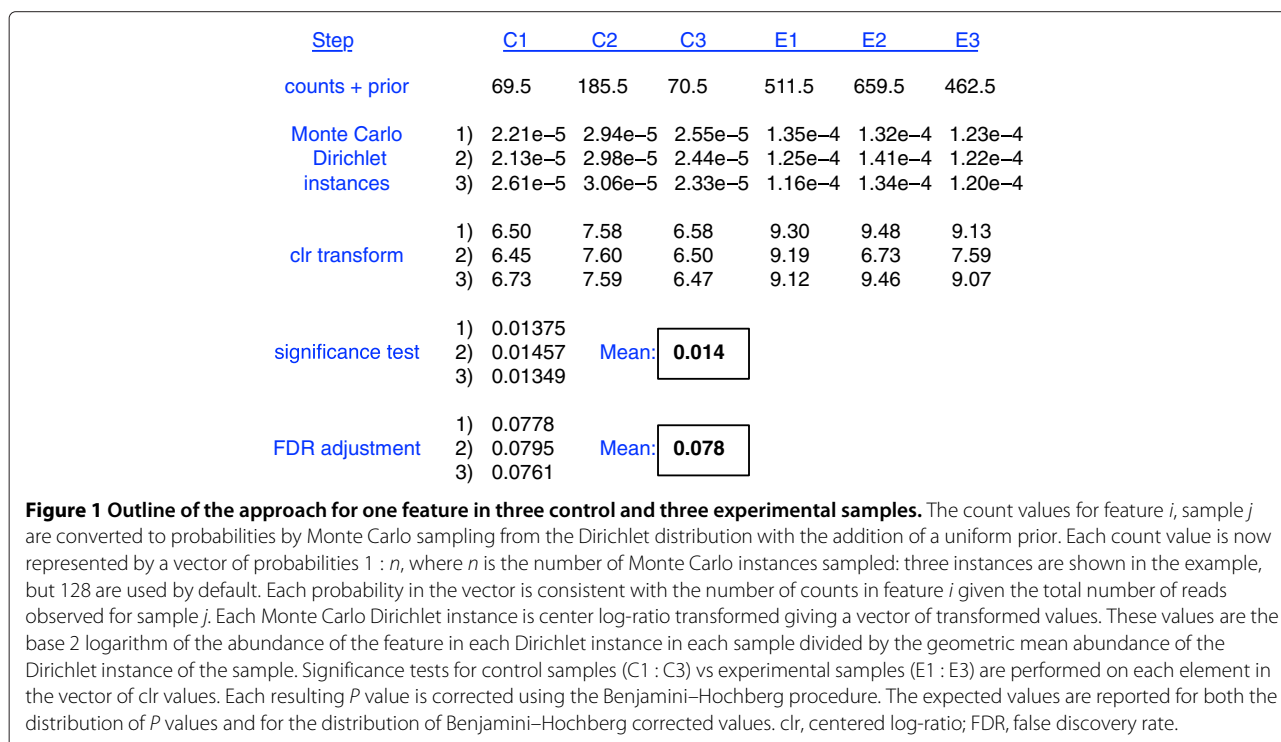 Step C1 C2 C3 E1 E2 E3
counts + prior 69.5 185.5 70.5 511.5 659.5 462.5
Monte Carlo 1) 2.21e−5 2.94e−5 2.55e−5 1.35e−4 1.32e−4 1.23e−4
Dirichlet 2) 2.13e−5 2.98e−5 2.44e−5 1.25e−4 1.41e−4 1.22e−4
instances 3) 2.61e−5 3.06e−5 2.33e−5 1.16e−4 1.34e−4 1.20e−4
1) 6.50 7.58 6.58 9.30 9.48 9.13
clr transform 2) 6.45 7.60 6.50 9.19 6.73 7.59
3) 6.73 7.59 6.47 9.12 9.46 9.07
1) 0.01375
significance test 2) 0.01457 Mean: 0.014
3) 0.01349
1) 0.0778
FDR adjustment 2) 0.0795 Mean: 0.078
3) 0.0761
Figure 1 Outline of the approach for one feature in three control and three experimental samples. The count values for feature i, sample j
are converted to probabilities by Monte Carlo sampling from the Dirichlet distribution with the addition of a uniform prior. Each count value is now
represented by a vector of probabilities 1 : n, where n is the number of Monte Carlo instances sampled: three instances are shown in the example,
but 128 are used by default. Each probability in the vector is consistent with the number of counts in feature i given the total number of reads
observed for sample j. Each Monte Carlo Dirichlet instance is center log-ratio transformed giving a vector of transformed values. These values are the
base 2 logarithm of the abundance of the feature in each Dirichlet instance in each sample divided by the geometric mean abundance of the
Dirichlet instance of the sample. Significance tests for control samples (C1 : C3) vs experimental samples (E1 : E3) are performed on each element in
the vector of clr values. Each resulting P value is corrected using the Benjamini–Hochberg procedure. The expected values are reported for both the
distribution of P values and for the distribution of Benjamini–Hochberg corrected values. clr, centered log-ratio; FDR, false discovery rate.